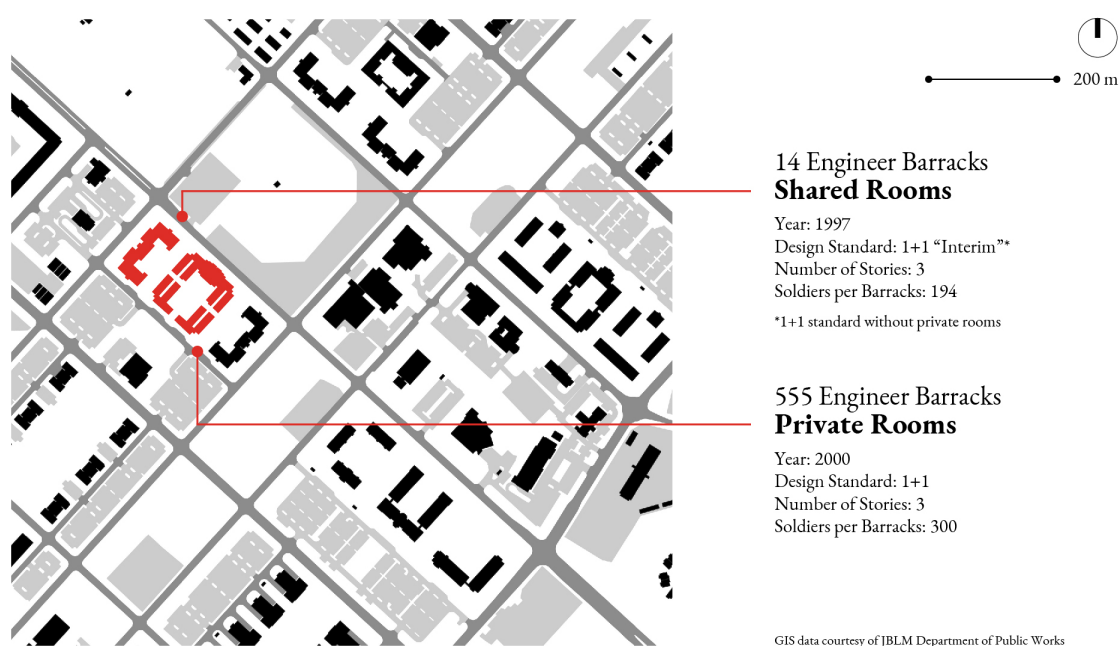 200 m
14 Engineer Barracks
Shared Rooms
Year: 1997
Design Standard: 1+1 “Interim”*
Number of Stories: 3
Soldiers per Barracks: 194
*1+1 standard without private rooms
555 Engineer Barracks
Private Rooms
Year: 2000
Design Standard: 1+1
Number of Stories: 3
Soldiers per Barracks: 300
GIS data courtesy of JBLM Department of Public Works